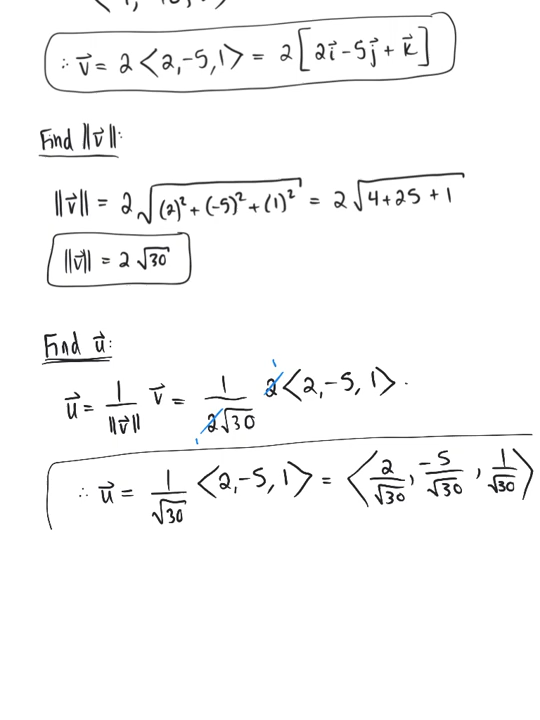 ∴ v⃗ = 2 <2,-5,1> = 2[2i⃗ - 5j⃗ + k⃗]
Find ||v⃗||:
||v⃗|| = 2√((2)² + (-5)² + (1)²) = 2√(4+25+1)
||v⃗|| = 2√30
Find u⃗:
u⃗ = 1/||v⃗|| v⃗ = 1/(2√30) 2<2,-5,1>.
∴ u⃗ = 1/√30 <2,-5,1> = <2/√30, -5/√30, 1/√30>